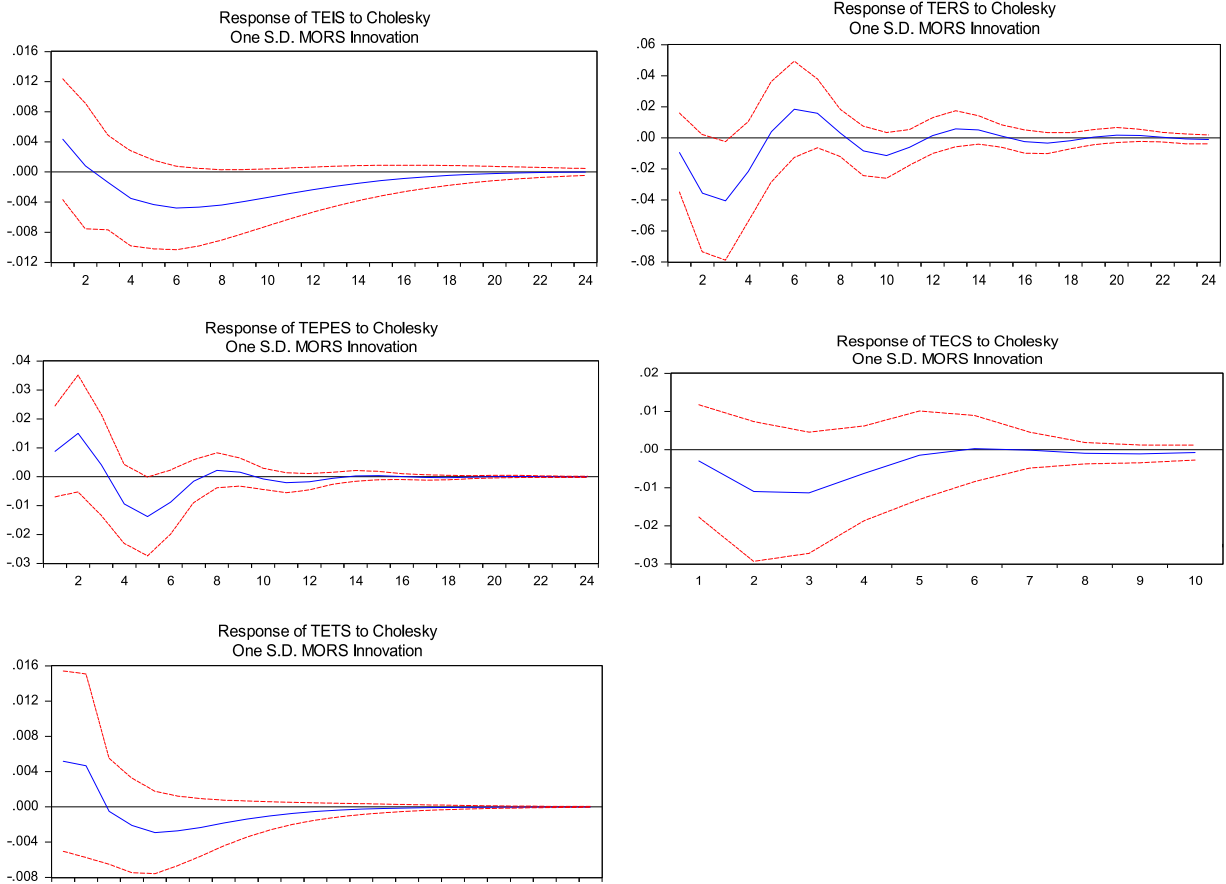 Response of TEIS to Cholesky
One S.D. MORS Innovation
.016
.012
.008
.004
.000
-.004
-.008
-.012
2 4 6 8 10 12 14 16 18 20 22 24
Response of TERS to Cholesky
One S.D. MORS Innovation
.06
.04
.02
.00
-.02
-.04
-.06
-.08
2 4 6 8 10 12 14 16 18 20 22 24
Response of TEPES to Cholesky
One S.D. MORS Innovation
.04
.03
.02
.01
.00
-.01
-.02
-.03
2 4 6 8 10 12 14 16 18 20 22 24
Response of TECS to Cholesky
One S.D. MORS Innovation
.02
.01
.00
-.01
-.02
-.03
1 2 3 4 5 6 7 8 9 10
Response of TETS to Cholesky
One S.D. MORS Innovation
.016
.012
.008
.004
.000
-.004
-.008